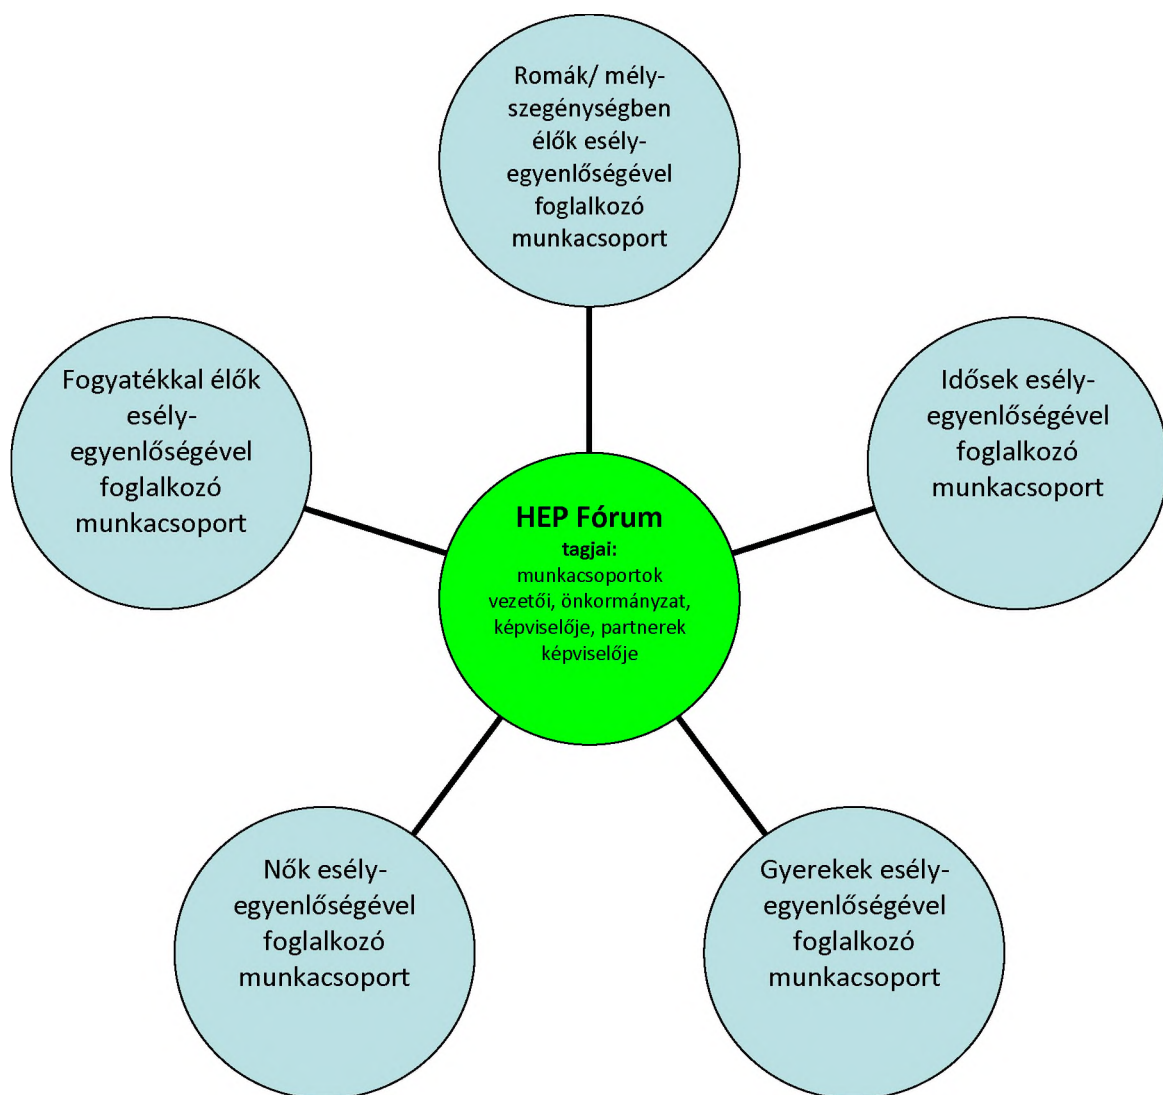 Romák/ mély-
szegénységben
élők esély-
egyenlőségével
foglalkozó
munkacsoport
Fogyatékkal élők
esély-
egyenlőségével
foglalkozó
munkacsoport
Idősek esély-
egyenlőségével
foglalkozó
munkacsoport
HEP Fórum
tagjai:
munkacsoportok
vezetői, önkormányzat,
képviselője, partnerek
képviselője
Nők esély-
egyenlőségével
foglalkozó
munkacsoport
Gyerekek esély-
egyenlőségével
foglalkozó
munkacsoport